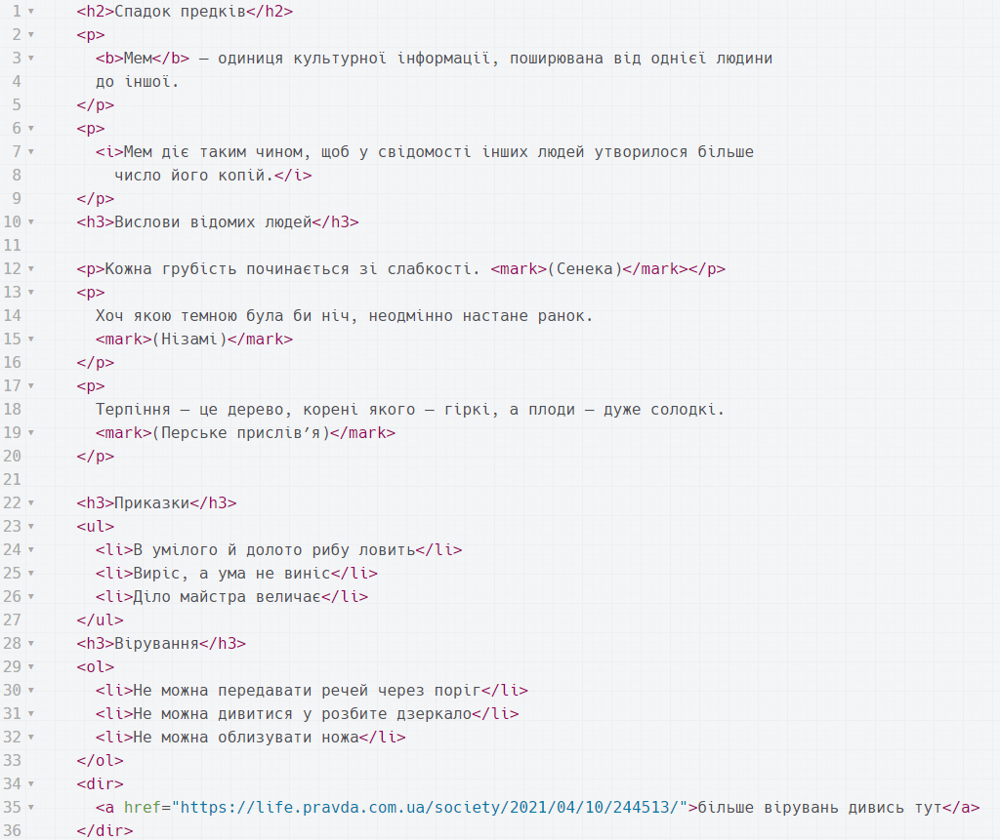 1 <h2>Спадок предків</h2>
2 <p>
3 <b>Мем</b> — одиниця культурної інформації, поширювана від однієї людини
4 до іншої.
5 </p>
6 <p>
7 <i>Мем діє таким чином, щоб у свідомості інших людей утворилося більше
8 число його копій.</i>
9 </p>
10 <h3>Вислови відомих людей</h3>
11
12 <p>Кожна грубість починається зі слабкості. <mark>(Сенека)</mark></p>
13 <p>
14 Хоч якою темною була би ніч, неодмінно настане ранок.
15 <mark>(Нізамі)</mark>
16 </p>
17 <p>
18 Терпіння — це дерево, корені якого — гіркі, а плоди — дуже солодкі.
19 <mark>(Перське прислів’я)</mark>
20 </p>
21
22 <h3>Приказки</h3>
23 <ul>
24 <li>В умілого й долото рибу ловить</li>
25 <li>Виріс, а ума не виніс</li>
26 <li>Діло майстра величає</li>
27 </ul>
28 <h3>Вірування</h3>
29 <ol>
30 <li>Не можна передавати речей через поріг</li>
31 <li>Не можна дивитися у розбите дзеркало</li>
32 <li>Не можна облизувати ножа</li>
33 </ol>
34 <dir>
35 <a href="https://life.pravda.com.ua/society/2021/04/10/244513/">більше вірувань дивись тут</a>
36 </dir>